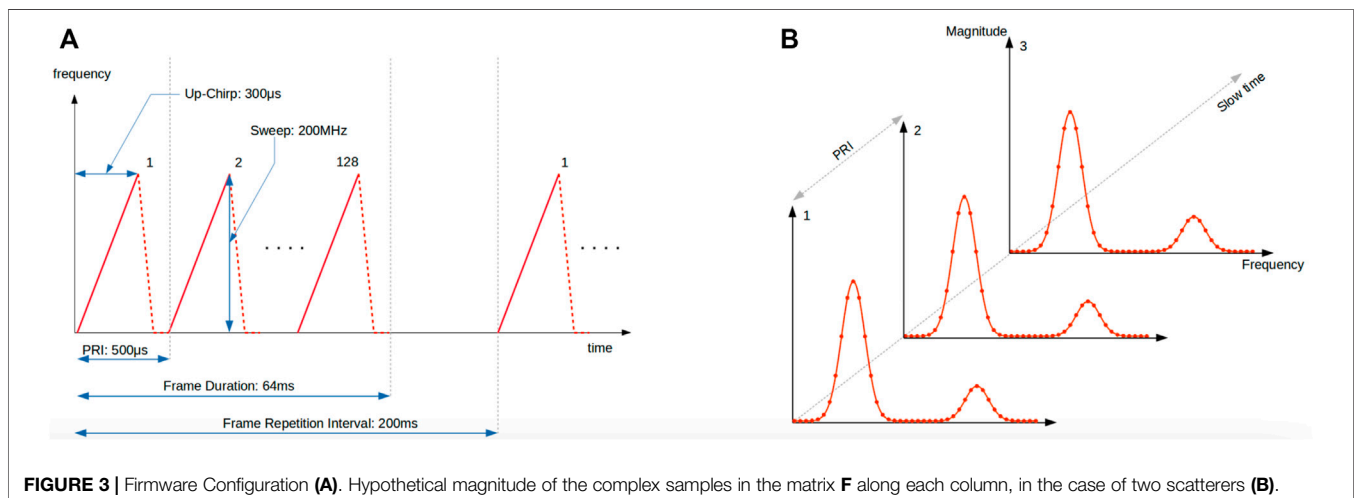 A
frequency
Up-Chirp: 300µs
Sweep: 200MHz
1
2
128
1
. . . .
. . . .
PRI: 500µs
time
Frame Duration: 64ms
Frame Repetition Interval: 200ms
B
Magnitude
3
Slow time
2
PRI
1
Frequency
FIGURE 3 | Firmware Configuration (A). Hypothetical magnitude of the complex samples in the matrix F along each column, in the case of two scatterers (B).